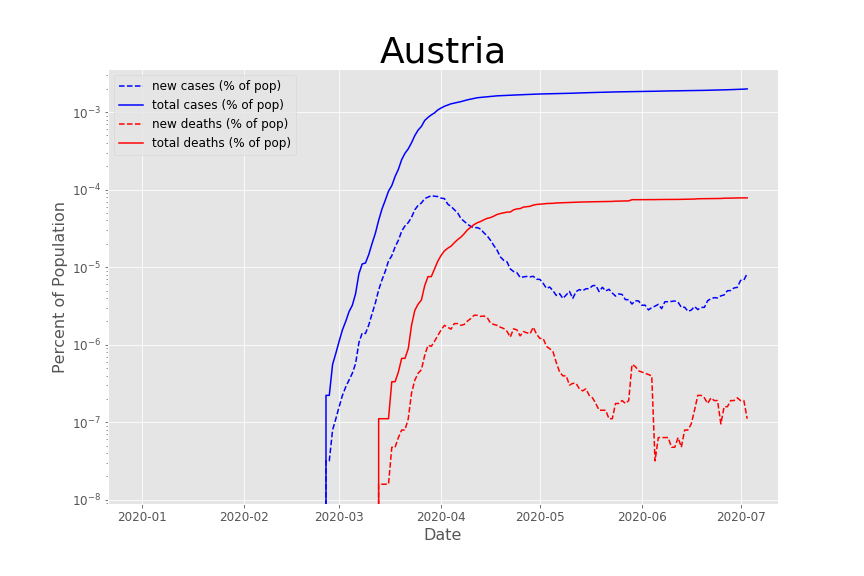 Austria
new cases (% of pop)
total cases (% of pop)
new deaths (% of pop)
total deaths (% of pop)
Percent of Population
10⁻³
10⁻⁴
10⁻⁵
10⁻⁶
10⁻⁷
10⁻⁸
2020-01 2020-02 2020-03 2020-04 2020-05 2020-06 2020-07
Date